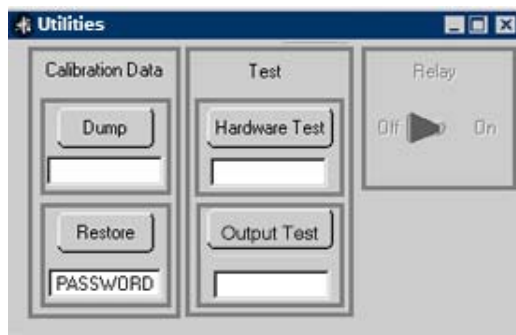 Utilities
Calibration Data
Dump
Restore
PASSWORD
Test
Hardware Test
Output Test
Relay
Off On